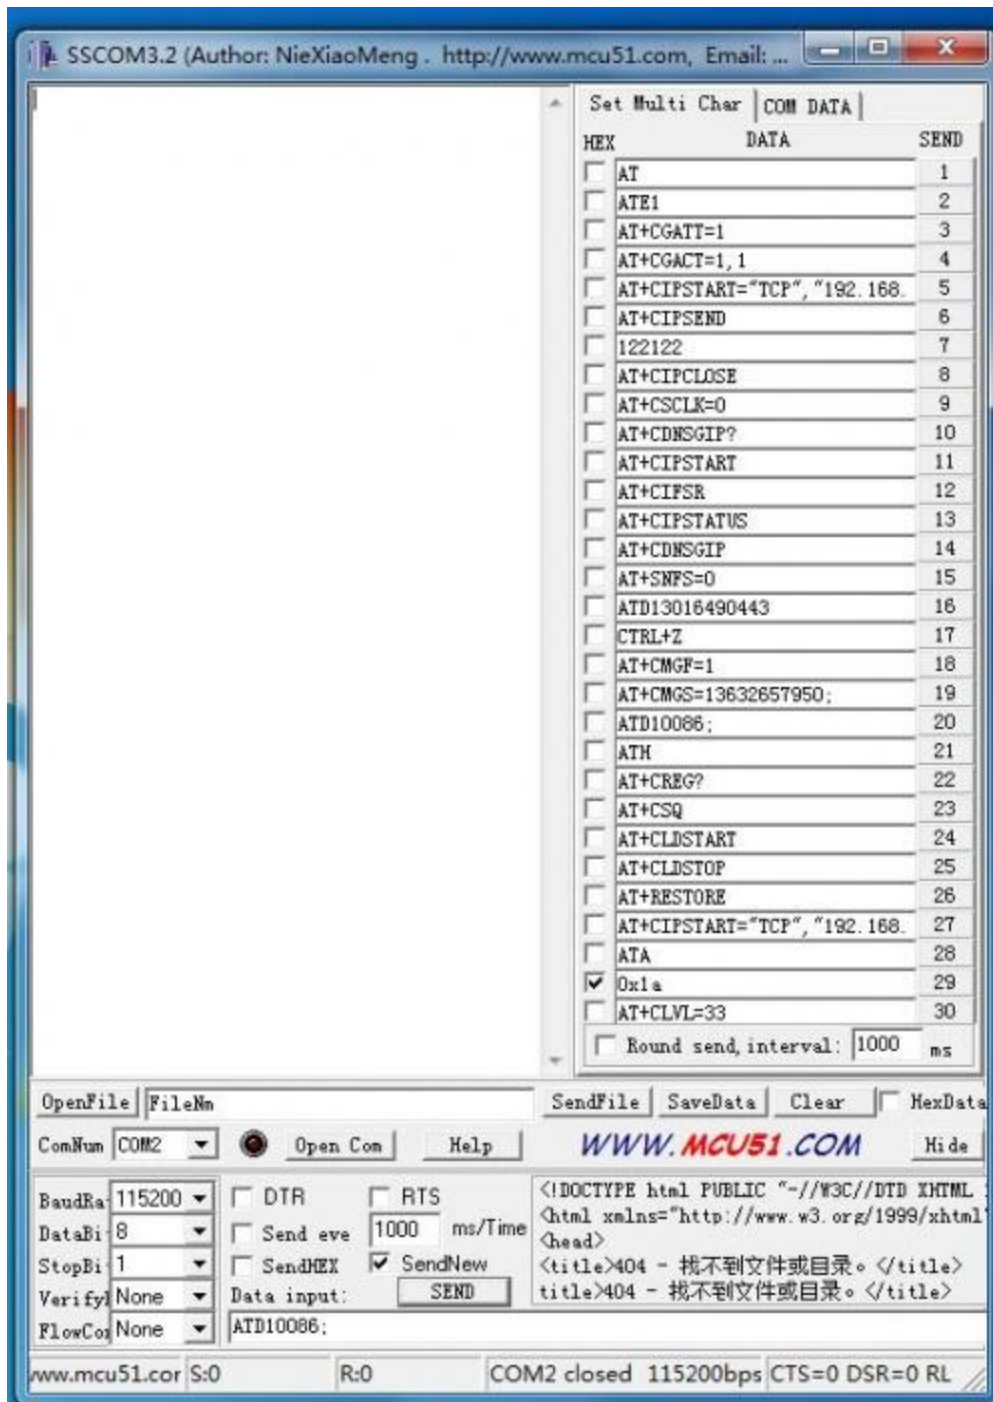 SSCOM3.2 (Author: NieXiaoMeng . http://www.mcu51.com, Email: ...
Set Multi Char COM DATA
HEX DATA SEND
AT 1
ATE1 2
AT+CGATT=1 3
AT+CGACT=1,1 4
AT+CIPSTART="TCP","192.168. 5
AT+CIPSEND 6
122122 7
AT+CIPCLOSE 8
AT+CSCLK=0 9
AT+CDNSGIP? 10
AT+CIPSTART 11
AT+CIFSR 12
AT+CIPSTATUS 13
AT+CDNSGIP 14
AT+SNFS=0 15
ATD13016490443 16
CTRL+Z 17
AT+CMGF=1 18
AT+CMGS=13632657950; 19
ATD10086; 20
ATH 21
AT+CREG? 22
AT+CSQ 23
AT+CLDSTART 24
AT+CLDSTOP 25
AT+RESTORE 26
AT+CIPSTART="TCP","192.168. 27
ATA 28
0x1a 29
AT+CLVL=33 30
Round send,interval: 1000 ms
OpenFile FileNm SendFile SaveData Clear HexData
ComNum COM2 Open Com Help WWW.MCU51.COM Hide
BaudRa 115200 DTR RTS <!DOCTYPE html PUBLIC "-//W3C//DTD XHTML
DataBi 8 Send eve 1000 ms/Time <html xmlns="http://www.w3.org/1999/xhtml"
<head>
StopBi 1 SendHEX SendNew <title>404 - 找不到文件或目录。</title>
Verify None Data input: SEND title>404 - 找不到文件或目录。</title>
FlowCo None ATD10086;
www.mcu51.cor S:0 R:0 COM2 closed 115200bps CTS=0 DSR=0 RL